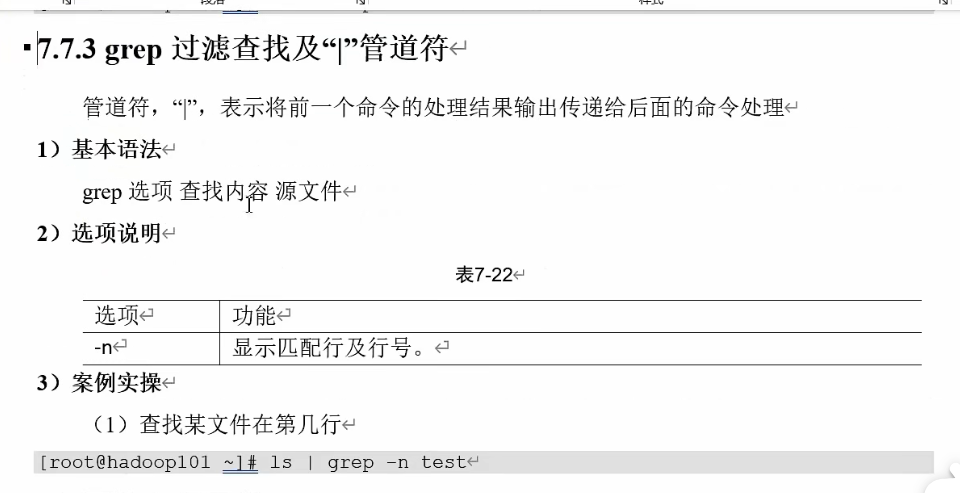 7.7.3 grep 过滤查找及“|”管道符
管道符，“|”，表示将前一个命令的处理结果输出传递给后面的命令处理
1）基本语法
grep 选项 查找内容 源文件
2）选项说明
表7-22
选项 功能
-n 显示匹配行及行号。
3）案例实操
（1）查找某文件在第几行
[root@hadoop101 ~]# ls | grep -n test